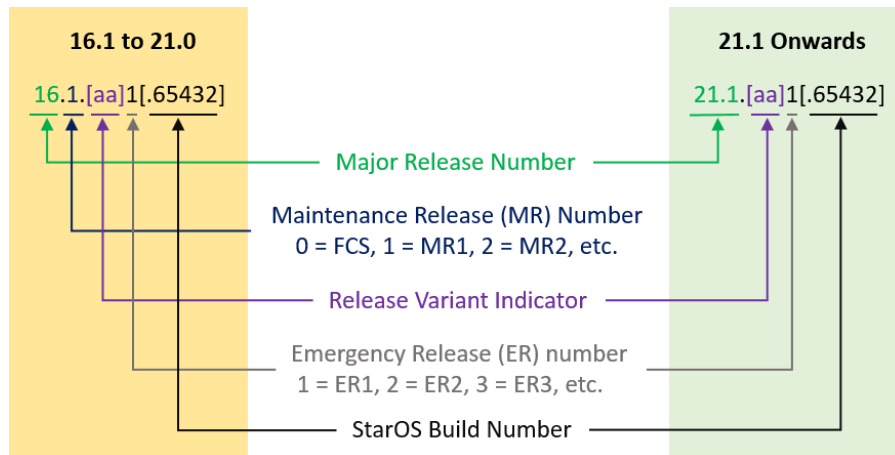 16.1 to 21.0
21.1 Onwards
16.1.[aa]1[.65432]
21.1.[aa]1[.65432]
Major Release Number
Maintenance Release (MR) Number
0 = FCS, 1 = MR1, 2 = MR2, etc.
Release Variant Indicator
Emergency Release (ER) number
1 = ER1, 2 = ER2, 3 = ER3, etc.
StarOS Build Number